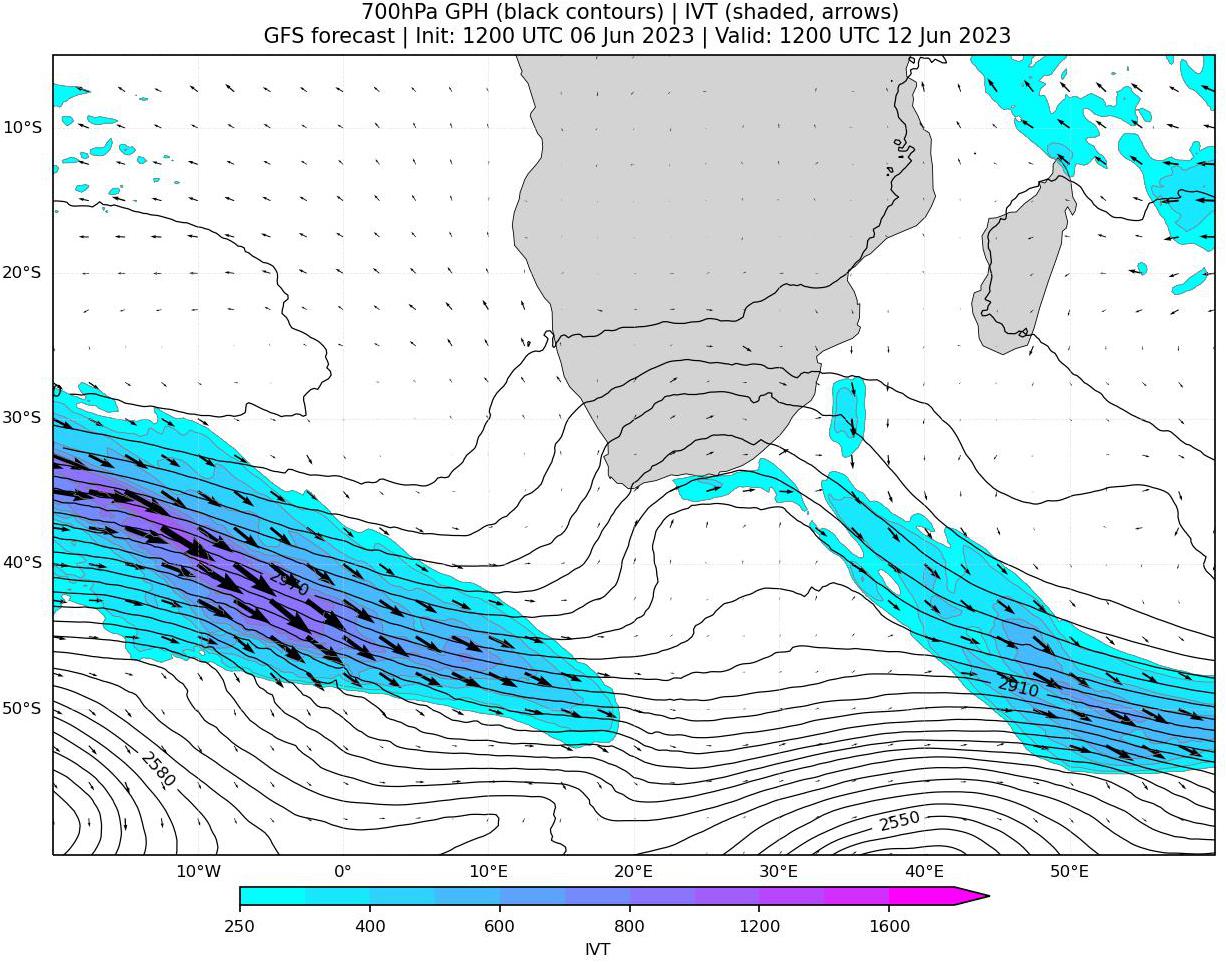 700hPa GPH (black contours) | IVT (shaded, arrows)
GFS forecast | Init: 1200 UTC 06 Jun 2023 | Valid: 1200 UTC 12 Jun 2023
10°S
20°S
30°S
40°S
2970
2910
50°S
2580
2550
10°W 0° 10°E 20°E 30°E 40°E 50°E
250 400 600 800 1200 1600
IVT